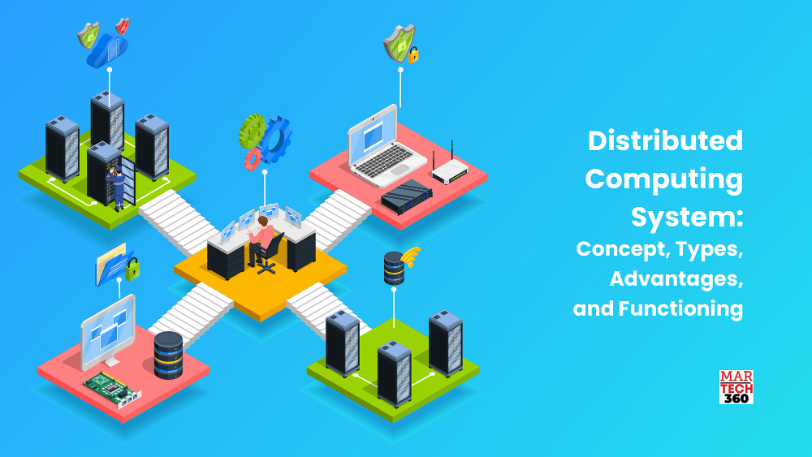 Distributed
Computing
System:
Concept, Types,
Advantages,
and Functioning
MAR
TECH
360